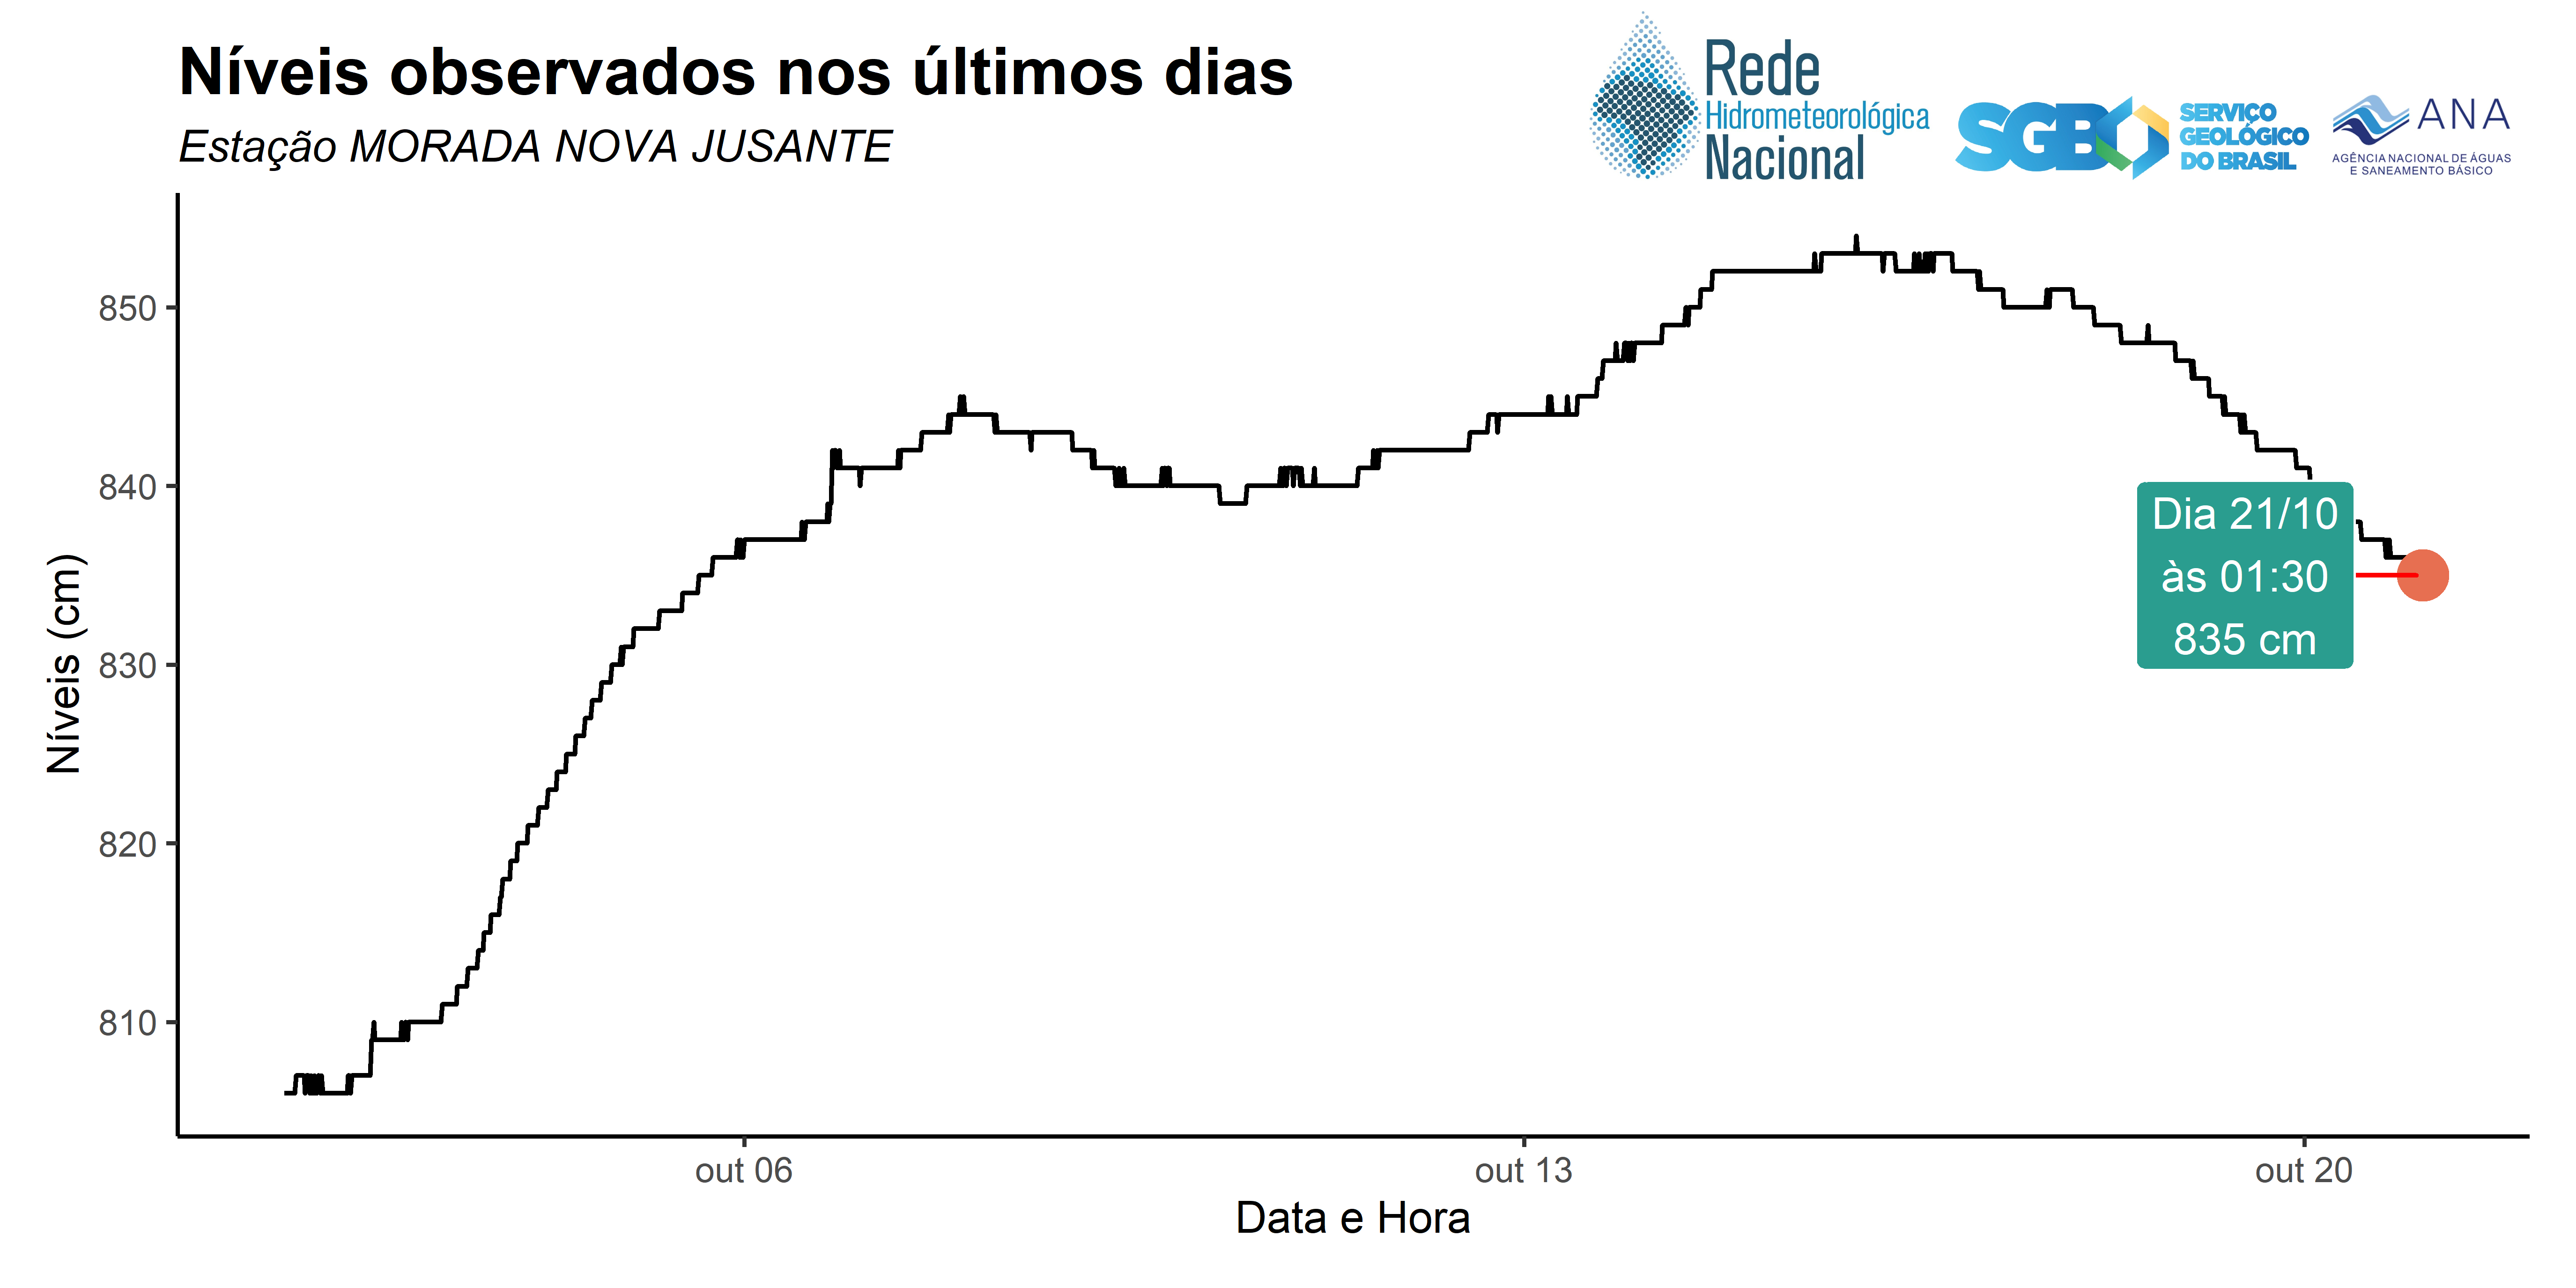 Níveis observados nos últimos dias
Estação MORADA NOVA JUSANTE
Rede
Hidrometeorológica
Nacional
SGB
SERVIÇO
GEOLÓGICO
DO BRASIL
ANA
AGÊNCIA NACIONAL DE ÁGUAS
E SANEAMENTO BÁSICO
Níveis (cm)
850
840
830
820
810
Dia 21/10
às 01:30
835 cm
out 06
out 13
out 20
Data e Hora